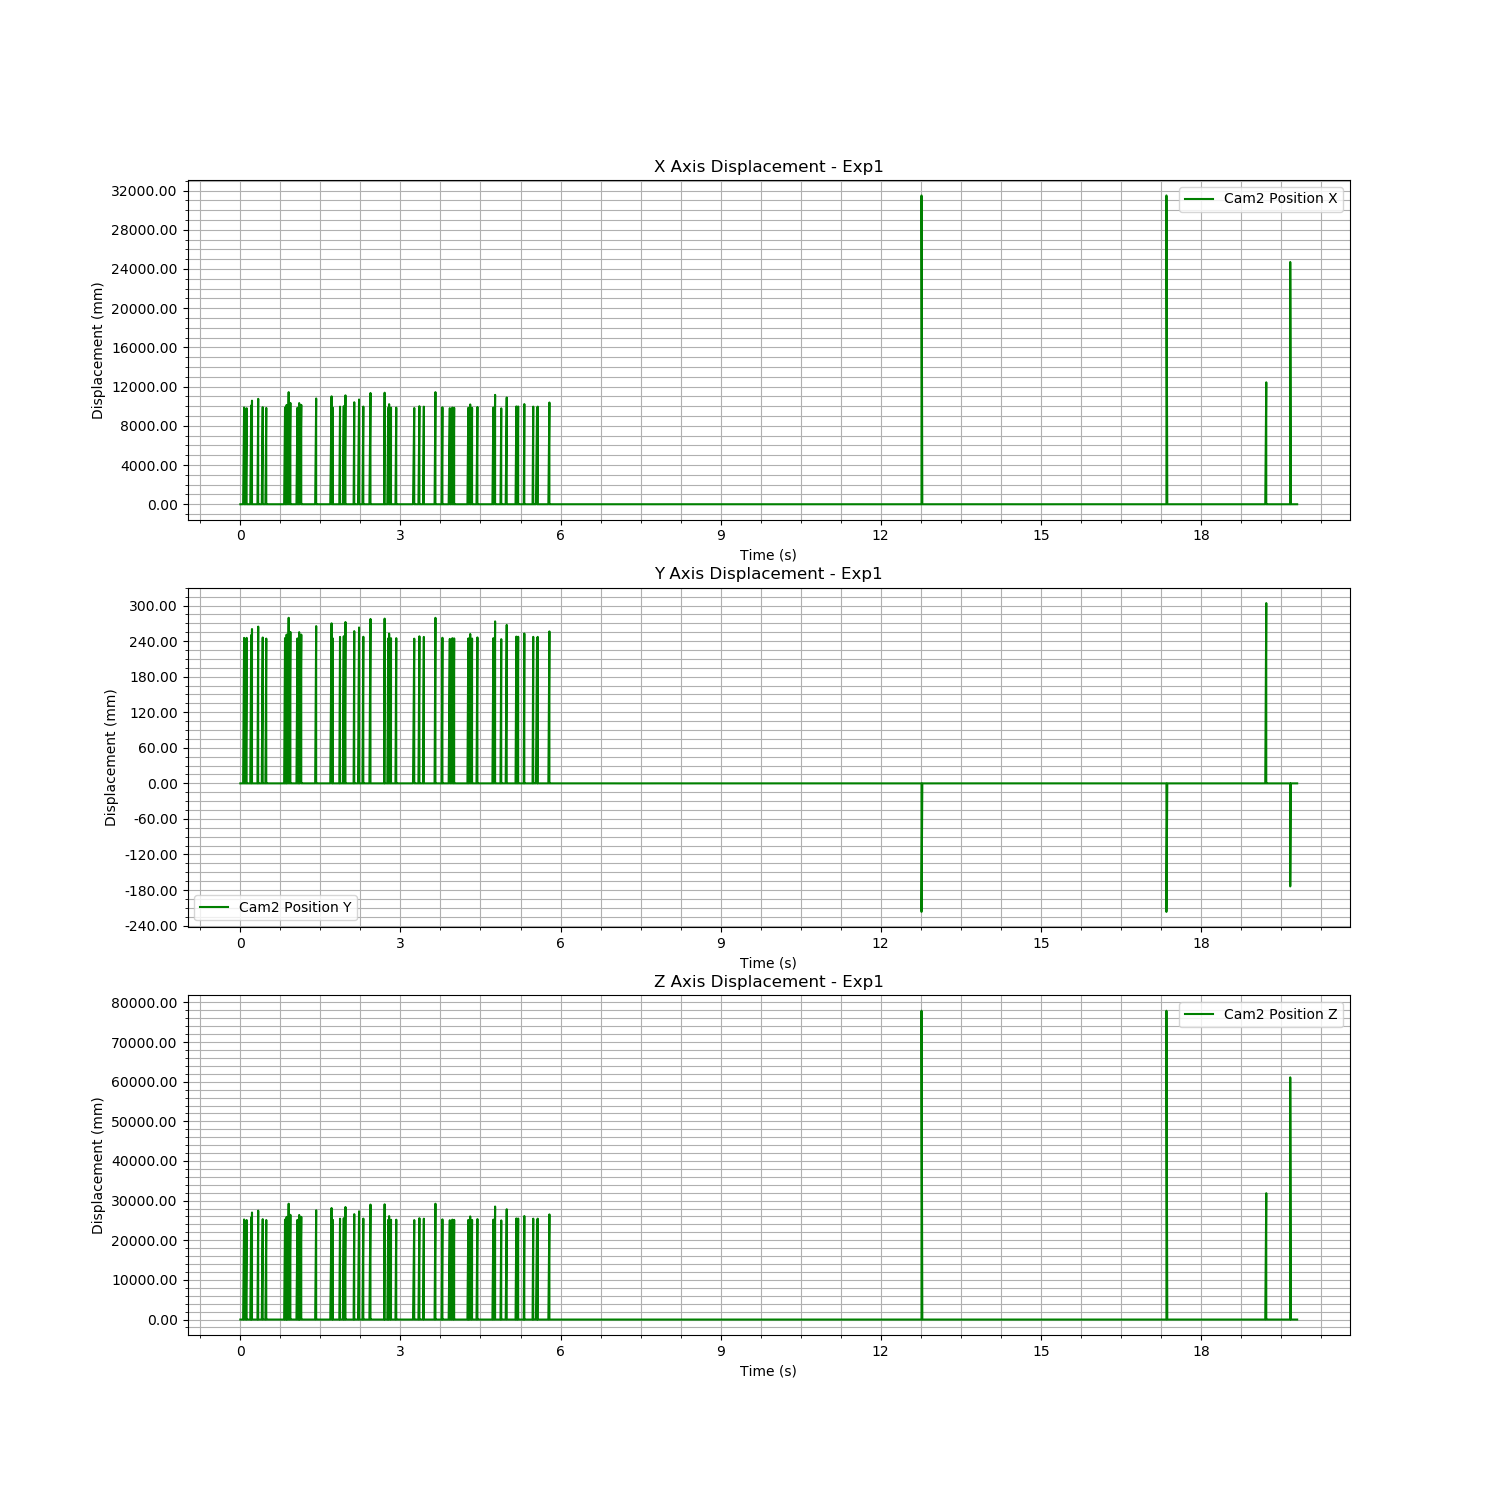 X Axis Displacement - Exp1
32000.00
28000.00
24000.00
20000.00
16000.00
12000.00
8000.00
4000.00
0.00
Displacement (mm)
Cam2 Position X
0 3 6 9 12 15 18
Time (s)
Y Axis Displacement - Exp1
300.00
240.00
180.00
120.00
60.00
0.00
-60.00
-120.00
-180.00
-240.00
Displacement (mm)
Cam2 Position Y
0 3 6 9 12 15 18
Time (s)
Z Axis Displacement - Exp1
80000.00
70000.00
60000.00
50000.00
40000.00
30000.00
20000.00
10000.00
0.00
Displacement (mm)
Cam2 Position Z
0 3 6 9 12 15 18
Time (s)